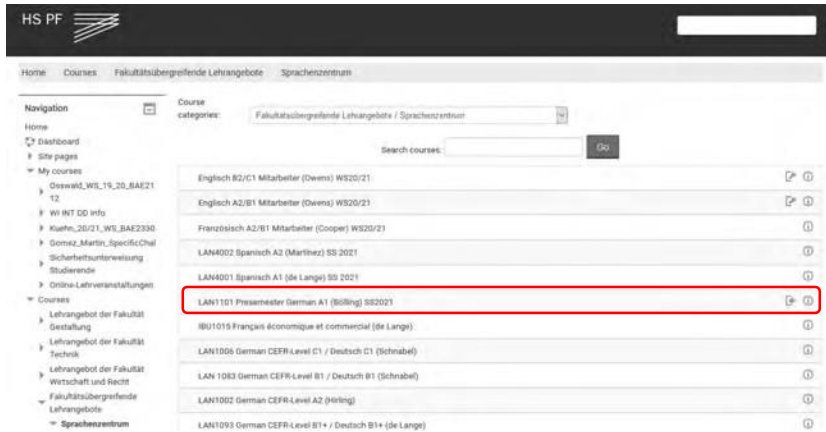 HS PF
Home Courses Fakultätsübergreifende Lehrangebote Sprachenzentrum
Navigation
Home
Dashboard
Site pages
My courses
Osswald_WS_19_20_BAE21
12
WI INT DD info
Kuehn_20/21_WS_BAE2330
Gomez_Martin_SpecificChal
Sicherheitsunterweisung
Studierende
Online-Lehrveranstaltungen
Courses
Lehrangebot der Fakultät
Gestaltung
Lehrangebot der Fakultät
Technik
Lehrangebot der Fakultät
Wirtschaft und Recht
Fakultätsübergreifende
Lehrangebote
Sprachenzentrum
Course
categories:
Fakultätsübergreifende Lehrangebote / Sprachenzentrum
Search courses:
Go
Englisch B2/C1 Mitarbeiter (Owens) WS20/21
Englisch A2/B1 Mitarbeiter (Owens) WS20/21
Französisch A2/B1 Mitarbeiter (Cooper) WS20/21
LAN4002 Spanisch A2 (Martinez) SS 2021
LAN4001 Spanisch A1 (de Lange) SS 2021
LAN1101 Presemester German A1 (Bölling) SS2021
IBU1015 Français économique et commercial (de Lange)
LAN1006 German CEFR-Level C1 / Deutsch C1 (Schnabel)
LAN 1083 German CEFR-Level B1 / Deutsch B1 (Schnabel)
LAN1002 German CEFR-Level A2 (Hirling)
LAN1093 German CEFR-Level B1+ / Deutsch B1+ (de Lange)